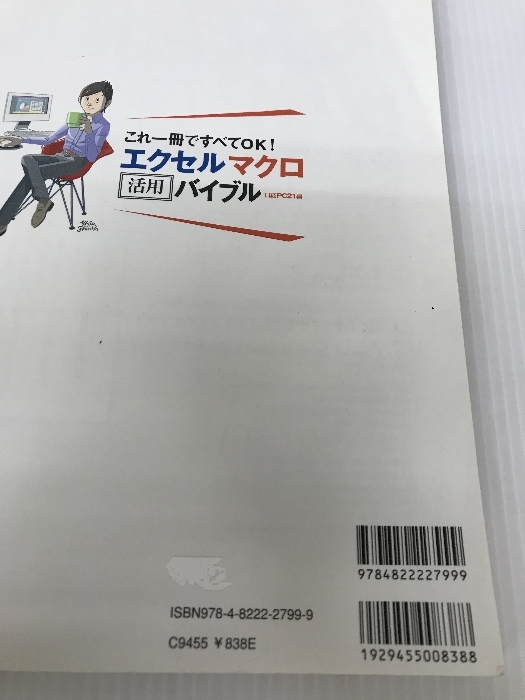 これ一冊ですべてOK!
エクセル マクロ
活用 バイブル 日経PC21編
9784822227999
ISBN978-4-8222-2799-9
C9455 ¥838E
1929455008388